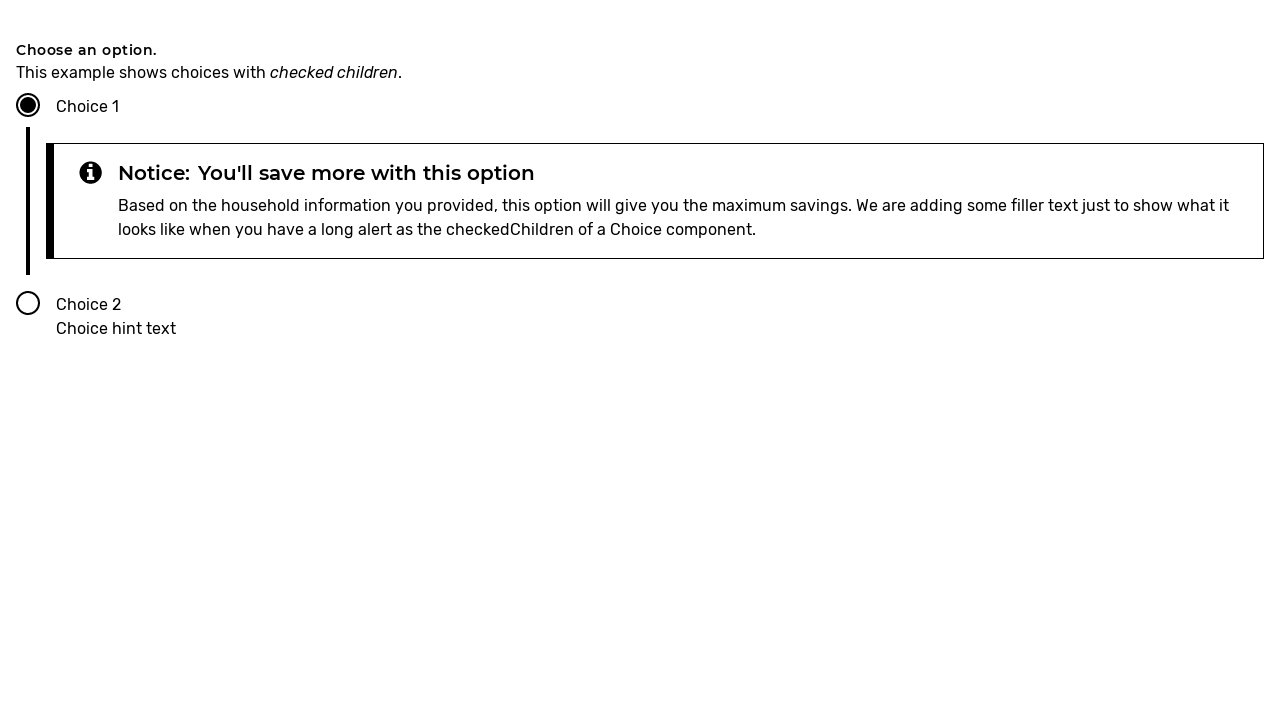 Choose an option.
This example shows choices with checked children.
Choice 1
Notice: You'll save more with this option
Based on the household information you provided, this option will give you the maximum savings. We are adding some filler text just to show what it
looks like when you have a long alert as the checkedChildren of a Choice component.
Choice 2
Choice hint text